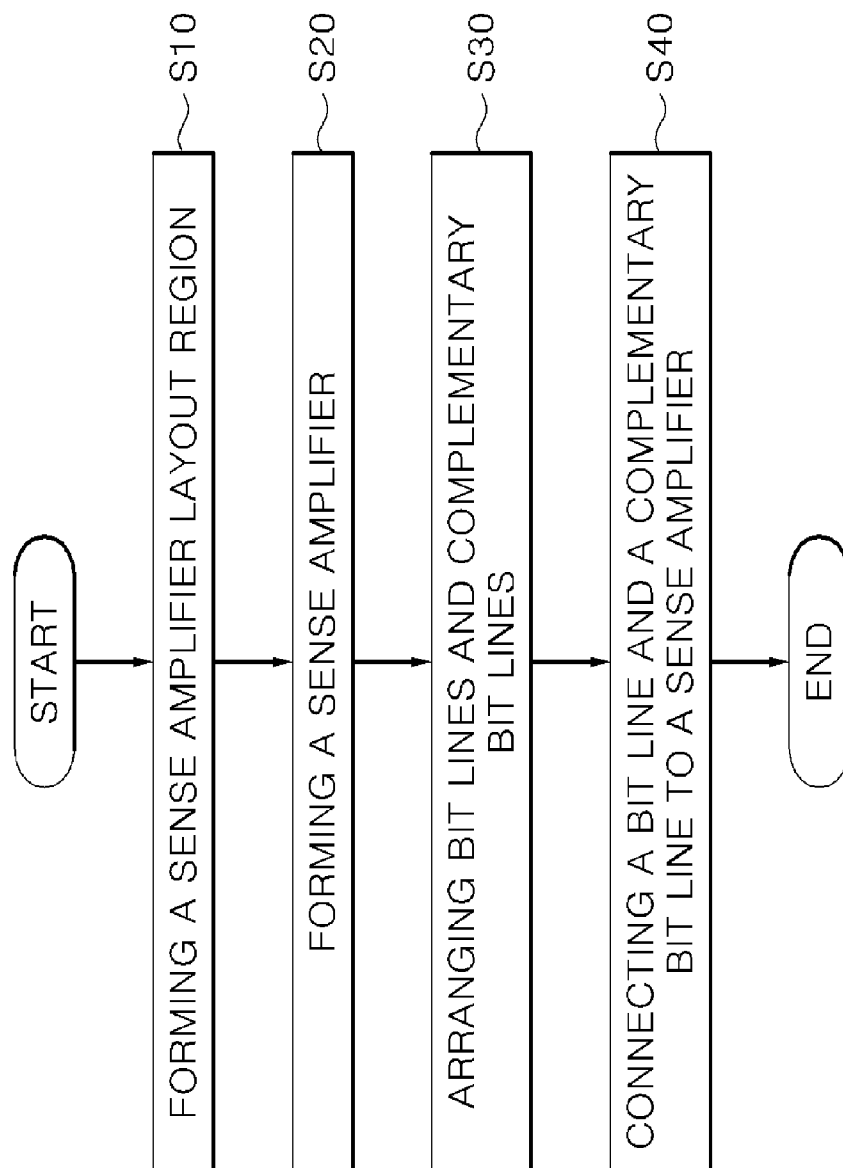 START
FORMING A SENSE AMPLIFIER LAYOUT REGION
S10
FORMING A SENSE AMPLIFIER
S20
ARRANGING BIT LINES AND COMPLEMENTARY
BIT LINES
S30
CONNECTING A BIT LINE AND A COMPLEMENTARY
BIT LINE TO A SENSE AMPLIFIER
S40
END